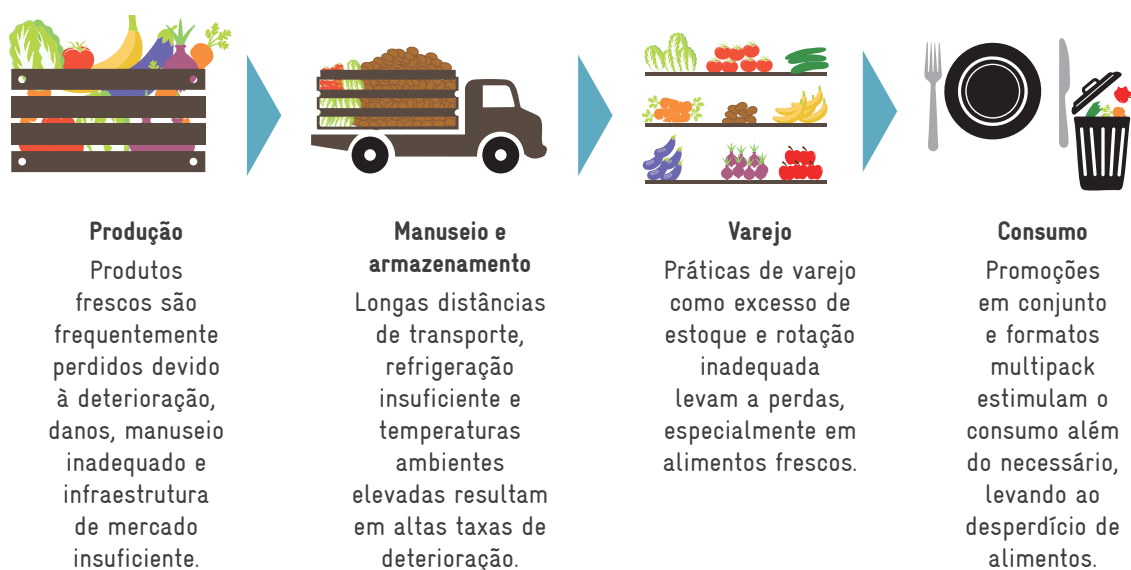 Produção
Produtos
frescos são
frequentemente
perdidos devido
à deterioração,
danos, manuseio
inadequado e
infraestrutura
de mercado
insuficiente.
Manuseio e
armazenamento
Longas distâncias
de transporte,
refrigeração
insuficiente e
temperaturas
ambientes
elevadas resultam
em altas taxas de
deterioração.
Varejo
Práticas de varejo
como excesso de
estoque e rotação
inadequada
levam a perdas,
especialmente em
alimentos frescos.
Consumo
Promoções
em conjunto
e formatos
multipack
estimulam o
consumo além
do necessário,
levando ao
desperdício de
alimentos.